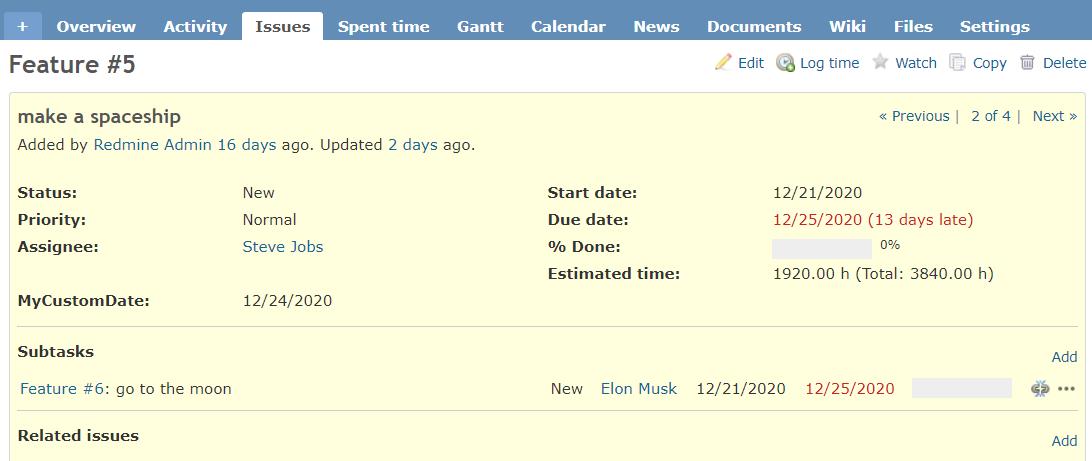 + Overview Activity Issues Spent time Gantt Calendar News Documents Wiki Files Settings
Feature #5 Edit Log time Watch Copy Delete
make a spaceship « Previous | 2 of 4 | Next »
Added by Redmine Admin 16 days ago. Updated 2 days ago.
Status: New Start date: 12/21/2020
Priority: Normal Due date: 12/25/2020 (13 days late)
Assignee: Steve Jobs % Done: 0%
Estimated time: 1920.00 h (Total: 3840.00 h)
MyCustomDate: 12/24/2020
Subtasks Add
Feature #6: go to the moon New Elon Musk 12/21/2020 12/25/2020
Related issues Add